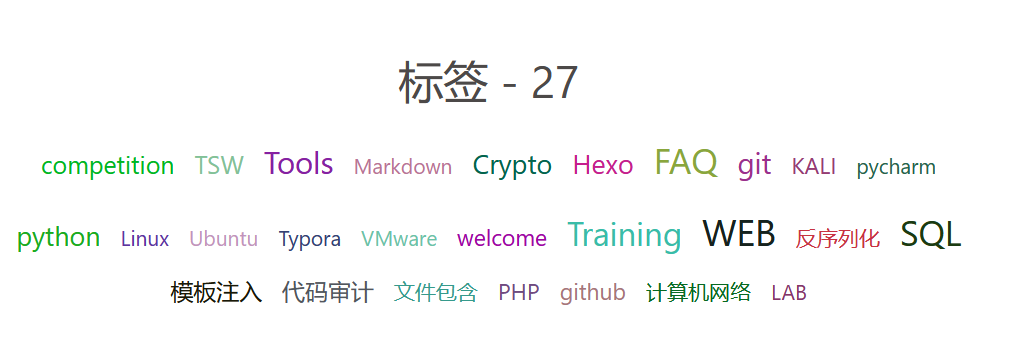 标签 - 27
competition TSW Tools Markdown Crypto Hexo FAQ git KALI pycharm
python Linux Ubuntu Typora VMware welcome Training WEB 反序列化 SQL
模板注入 代码审计 文件包含 PHP github 计算机网络 LAB